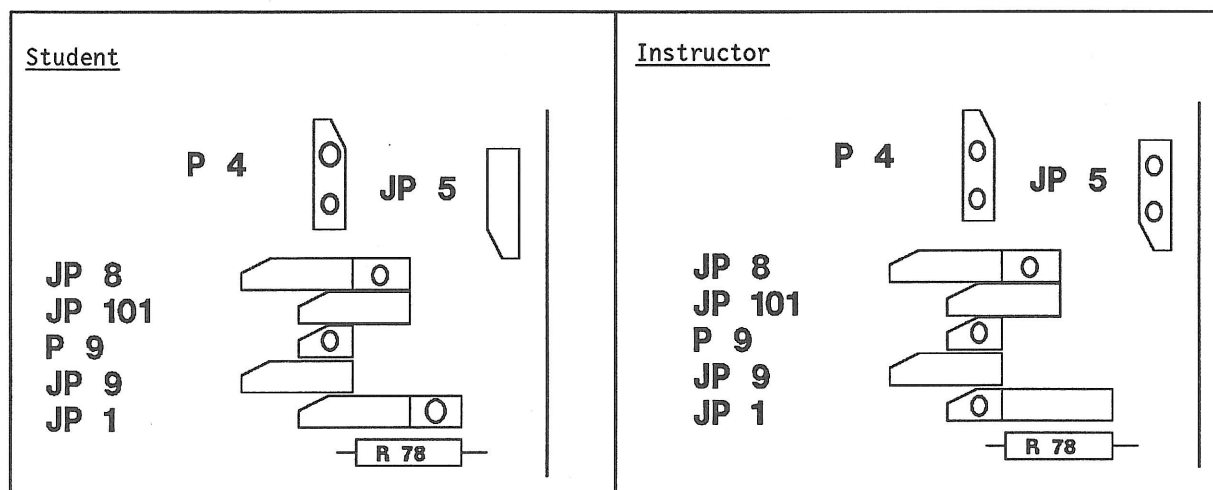 Student
P 4
JP 5
JP 8
JP 101
P 9
JP 9
JP 1
R 78
Instructor
P 4
JP 5
JP 8
JP 101
P 9
JP 9
JP 1
R 78